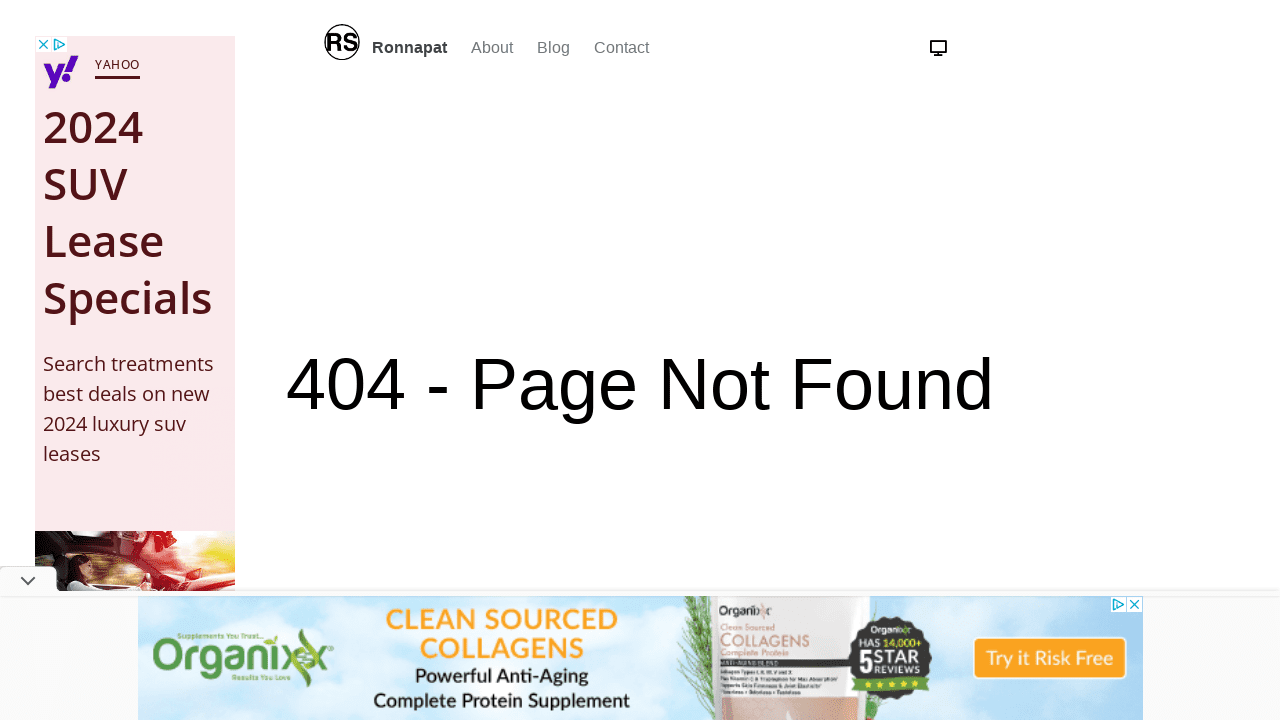 RS Ronnapat About Blog Contact
YAHOO
2024
SUV
Lease
Specials
Search treatments
best deals on new
2024 luxury suv
leases
404 - Page Not Found
Supplements You Trust...
Organixx
Results You Love
CLEAN SOURCED
COLLAGENS
Powerful Anti-Aging
Complete Protein Supplement
Organixx
Clean Sourced
COLLAGENS
Complete Protein
ANTI-AGING BLEND
Organixx
HAS 14,000+
5 STAR
REVIEWS
Try it Risk Free